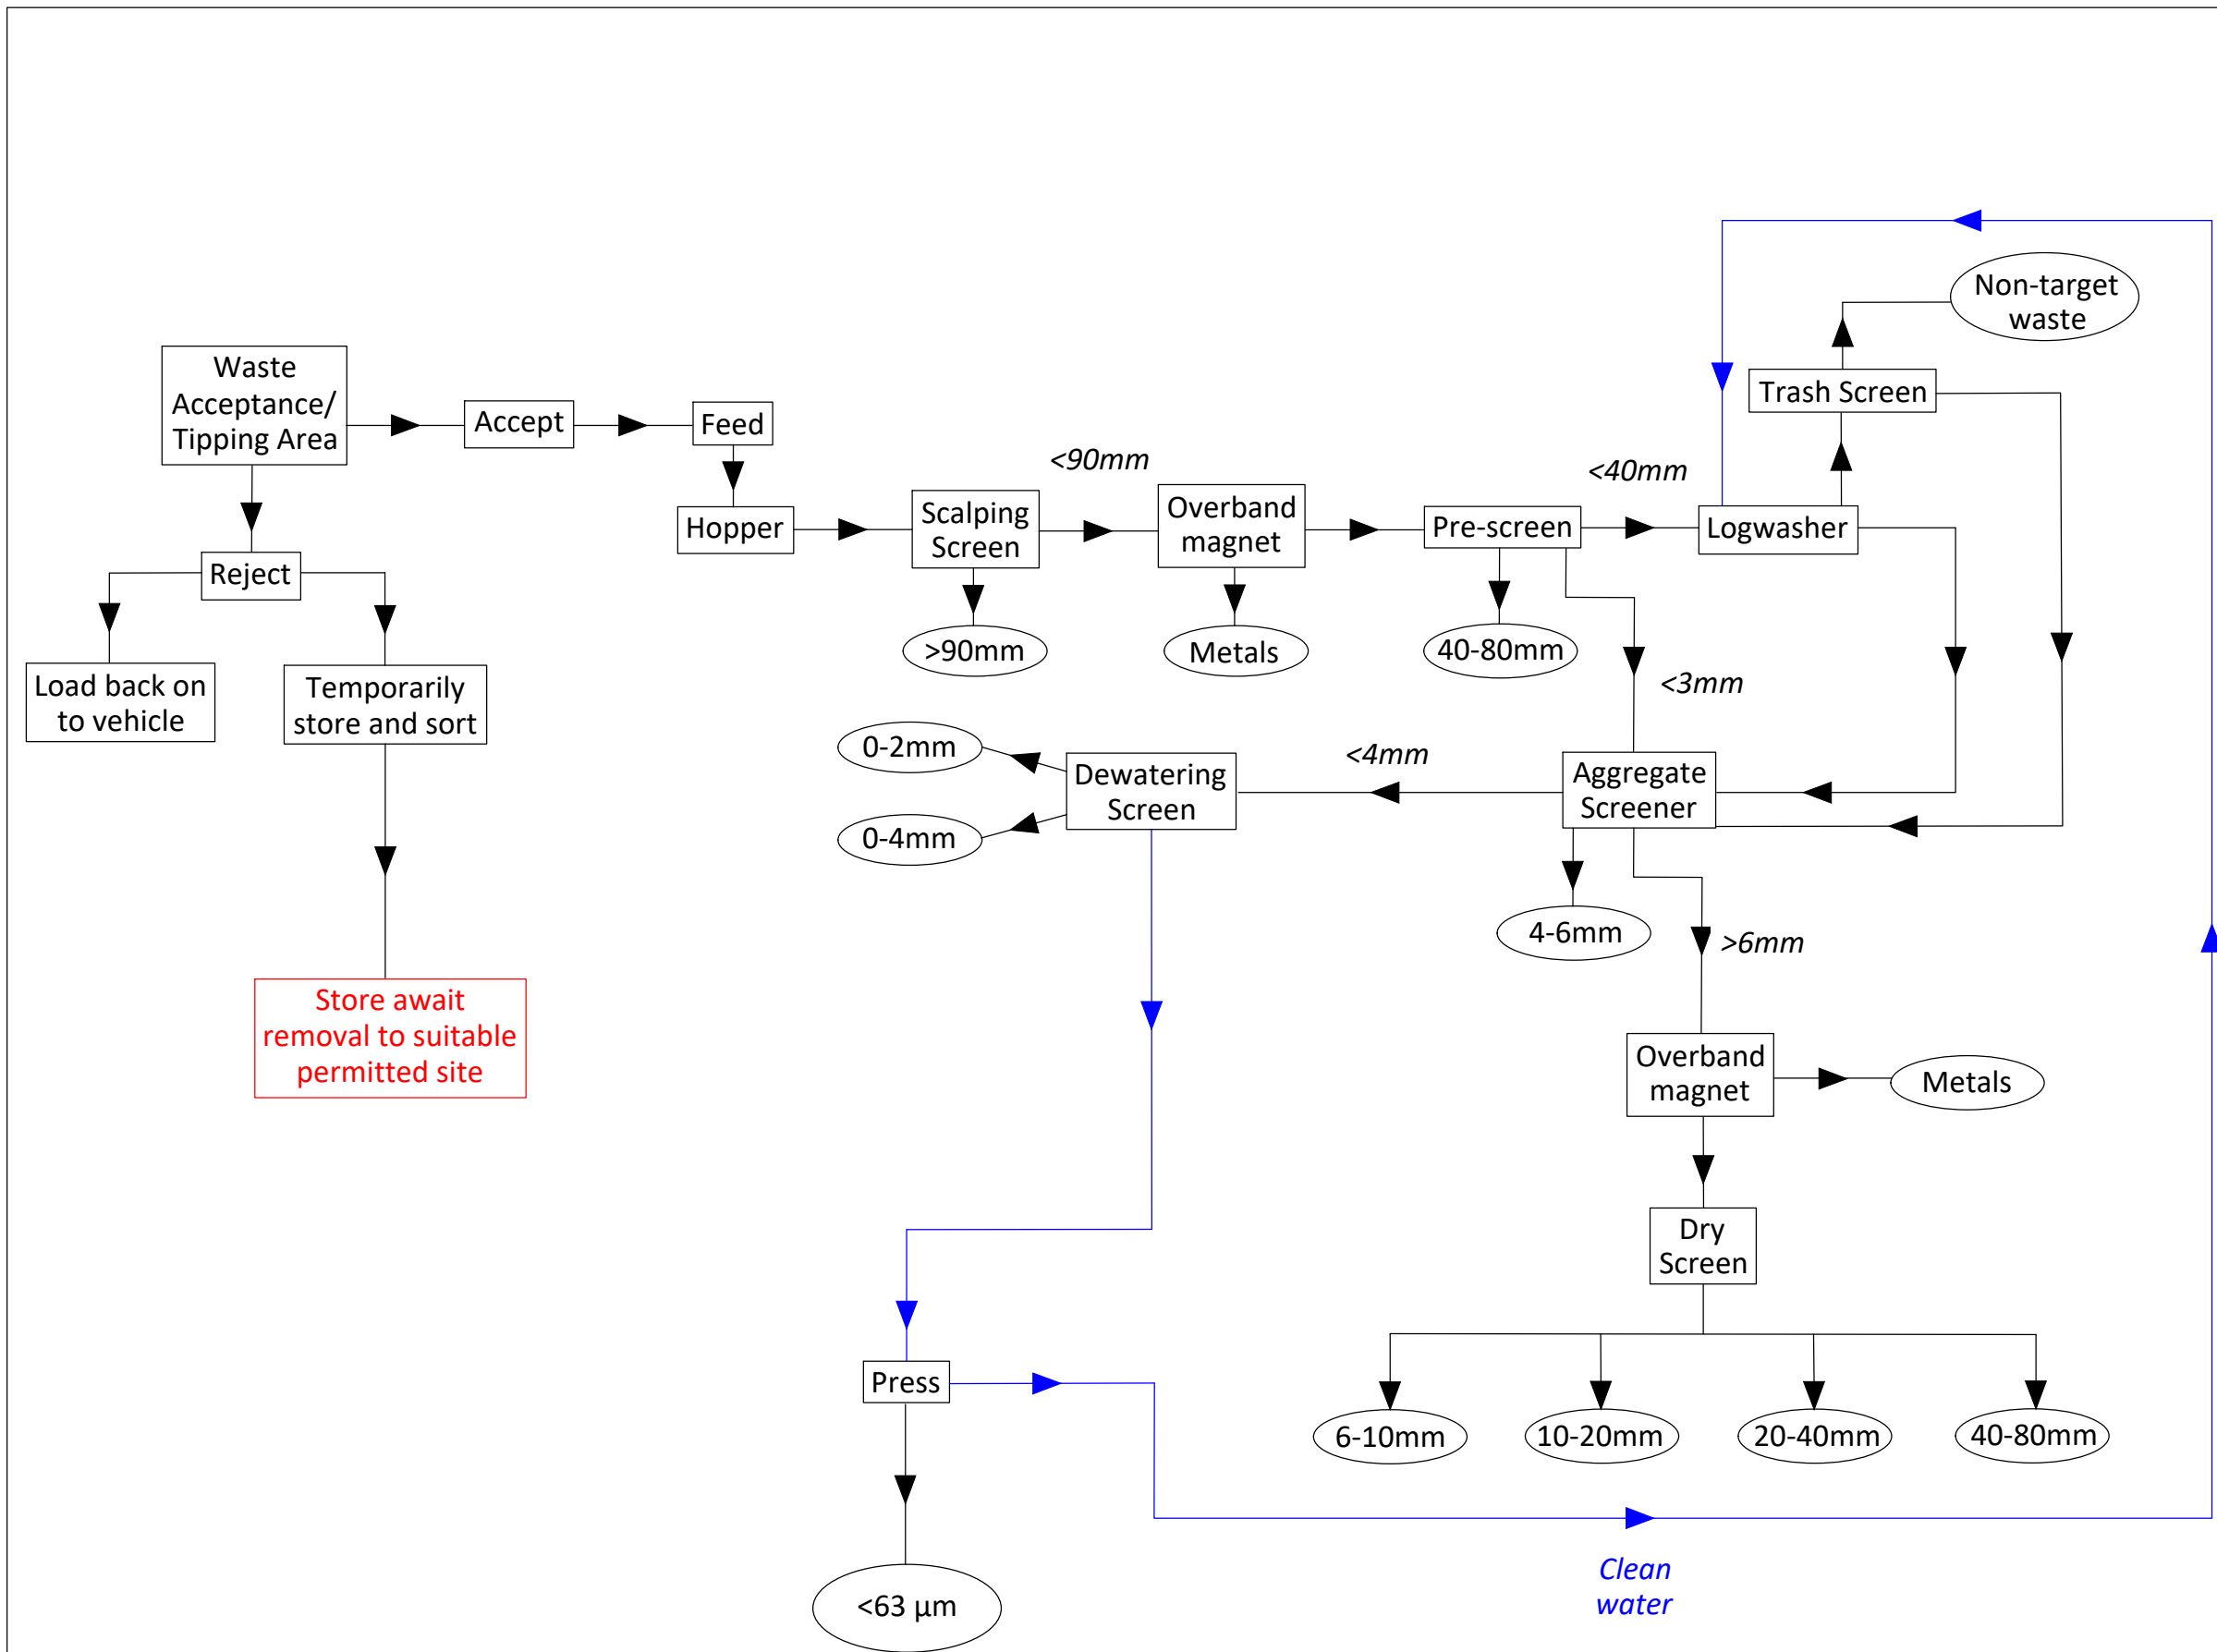 Non-target
waste
Waste
Acceptance/
Tipping Area
Accept
Feed
Trash Screen
<90mm
<40mm
Hopper
Scalping
Screen
Overband
magnet
Pre-screen
Logwasher
Reject
>90mm
Metals
40-80mm
<3mm
Load back on
to vehicle
Temporarily
store and sort
0-2mm
0-4mm
Dewatering
Screen
<4mm
Aggregate
Screener
4-6mm
>6mm
Store await
removal to suitable
permitted site
Overband
magnet
Metals
Dry
Screen
Press
6-10mm
10-20mm
20-40mm
40-80mm
<63 µm
Clean
water